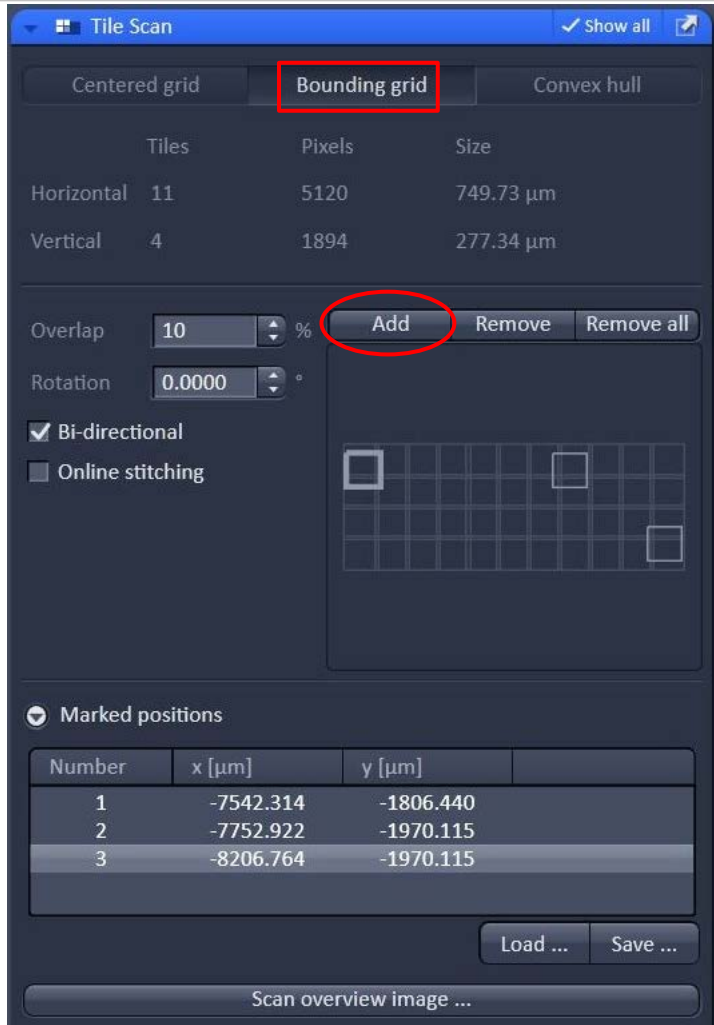 Tile Scan Show all
Centered grid Bounding grid Convex hull
Tiles Pixels Size
Horizontal 11 5120 749.73 µm
Vertical 4 1894 277.34 µm
Overlap 10 % Add Remove Remove all
Rotation 0.0000 °
Bi-directional
Online stitching
Marked positions
Number x [µm] y [µm]
1 -7542.314 -1806.440
2 -7752.922 -1970.115
3 -8206.764 -1970.115
Load ... Save ...
Scan overview image ...